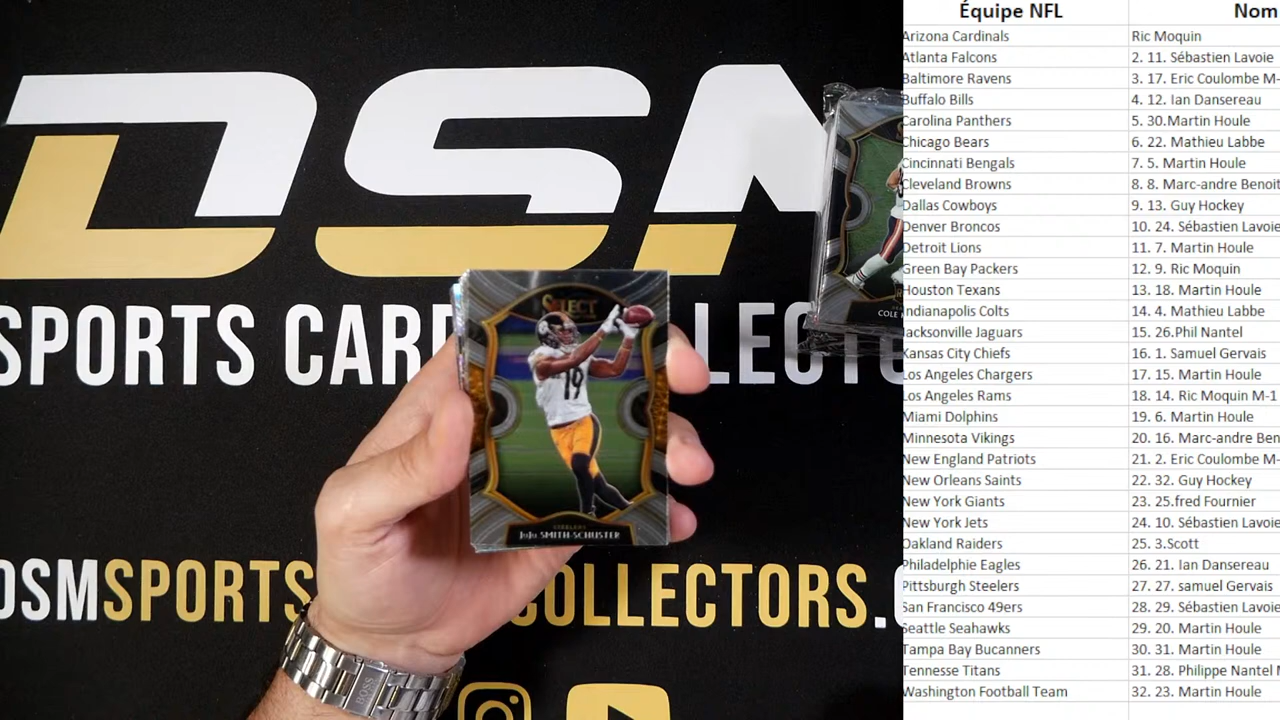 DSM
SPORTS CAR LLECT
DSMSPORTS COLLECTORS.
SELECT
19
STEELERS
JuJu SMITH-SCHUSTER
COLE
BOSS
Équipe NFL Nom
Arizona Cardinals Ric Moquin
Atlanta Falcons 2. 11. Sébastien Lavoie
Baltimore Ravens 3. 17. Eric Coulombe M-
Buffalo Bills 4. 12. Ian Dansereau
Carolina Panthers 5. 30.Martin Houle
Chicago Bears 6. 22. Mathieu Labbe
Cincinnati Bengals 7. 5. Martin Houle
Cleveland Browns 8. 8. Marc-andre Benoit
Dallas Cowboys 9. 13. Guy Hockey
Denver Broncos 10. 24. Sébastien Lavoie
Detroit Lions 11. 7. Martin Houle
Green Bay Packers 12. 9. Ric Moquin
Houston Texans 13. 18. Martin Houle
Indianapolis Colts 14. 4. Mathieu Labbe
Jacksonville Jaguars 15. 26.Phil Nantel
Kansas City Chiefs 16. 1. Samuel Gervais
Los Angeles Chargers 17. 15. Martin Houle
Los Angeles Rams 18. 14. Ric Moquin M-1
Miami Dolphins 19. 6. Martin Houle
Minnesota Vikings 20. 16. Marc-andre Ben
New England Patriots 21. 2. Eric Coulombe M-
New Orleans Saints 22. 32. Guy Hockey
New York Giants 23. 25.fred Fournier
New York Jets 24. 10. Sébastien Lavoie
Oakland Raiders 25. 3.Scott
Philadelphia Eagles 26. 21. Ian Dansereau
Pittsburgh Steelers 27. 27. samuel Gervais
San Francisco 49ers 28. 29. Sébastien Lavoie
Seattle Seahawks 29. 20. Martin Houle
Tampa Bay Bucanners 30. 31. Martin Houle
Tennesse Titans 31. 28. Philippe Nantel M
Washington Football Team 32. 23. Martin Houle